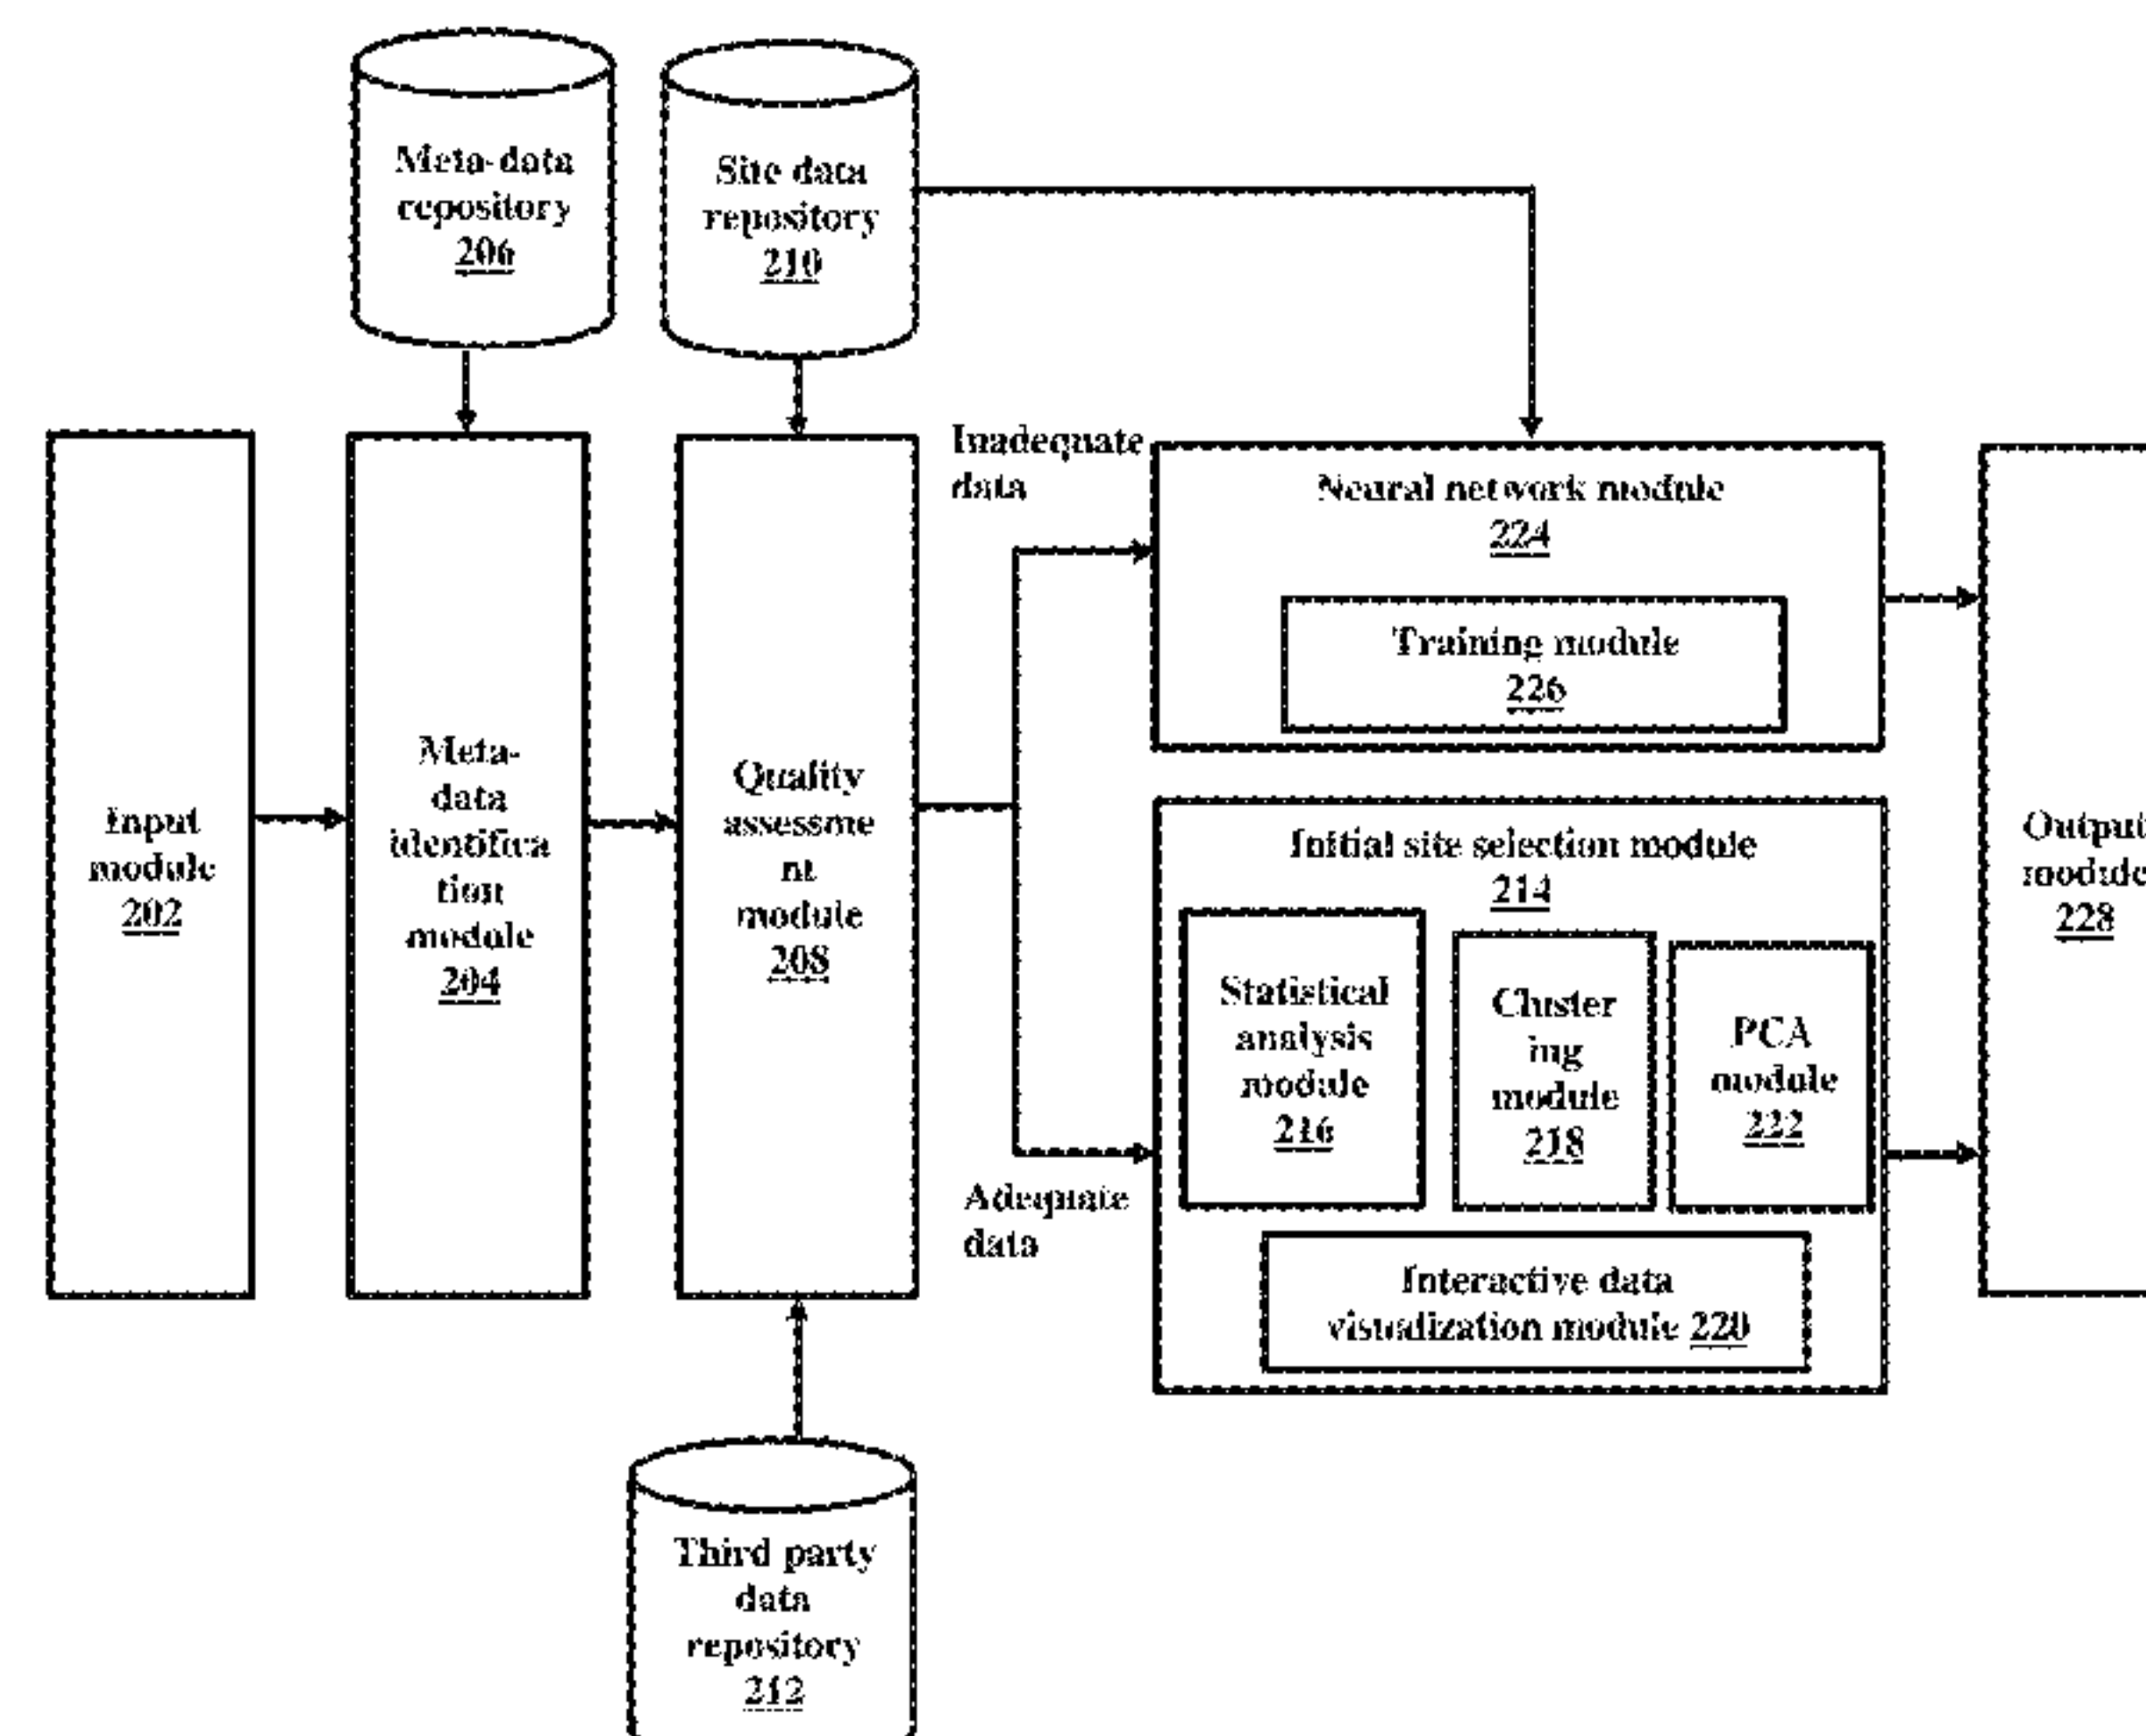 Meta-data
repository
206
Site data
repository
210
Input
module
202
Meta-
data
identifica
tion
module
204
Quality
assessme
nt
module
208
Inadequate
data
Adequate
data
Neural network module
224
Training module
226
Initial site selection module
214
Statistical
analysis
module
216
Cluster
ing
module
218
PCA
module
222
Interactive data
visualization module 220
Output
module
228
Third party
data
repository
212